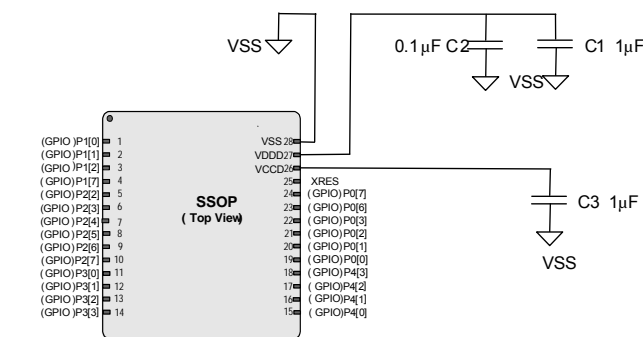 VSS
0.1μF C2
C1 1μF
VSS
(GPIO )P1[0] 1 VSS 28
(GPIO )P1[1] 2 VDDD27
(GPIO )P1[2] 3 VCCD26
(GPIO )P1[7] 4 25 XRES
(GPIO )P2[2] 5 24 (GPIO) P0[7]
(GPIO )P2[3] 6 SSOP 23 (GPIO) P0[6]
(GPIO )P2[4] 7 ( Top View) 22 (GPIO) P0[3]
(GPIO )P2[5] 8 21 (GPIO) P0[2]
(GPIO )P2[6] 9 20 (GPIO) P0[1]
(GPIO )P2[7] 10 19 (GPIO) P0[0]
(GPIO )P3[0] 11 18 ( GPIO)P4[3]
(GPIO )P3[1] 12 17 ( GPIO)P4[2]
(GPIO )P3[2] 13 16 ( GPIO)P4[1]
(GPIO )P3[3] 14 15 ( GPIO)P4[0]
C3 1μF
VSS